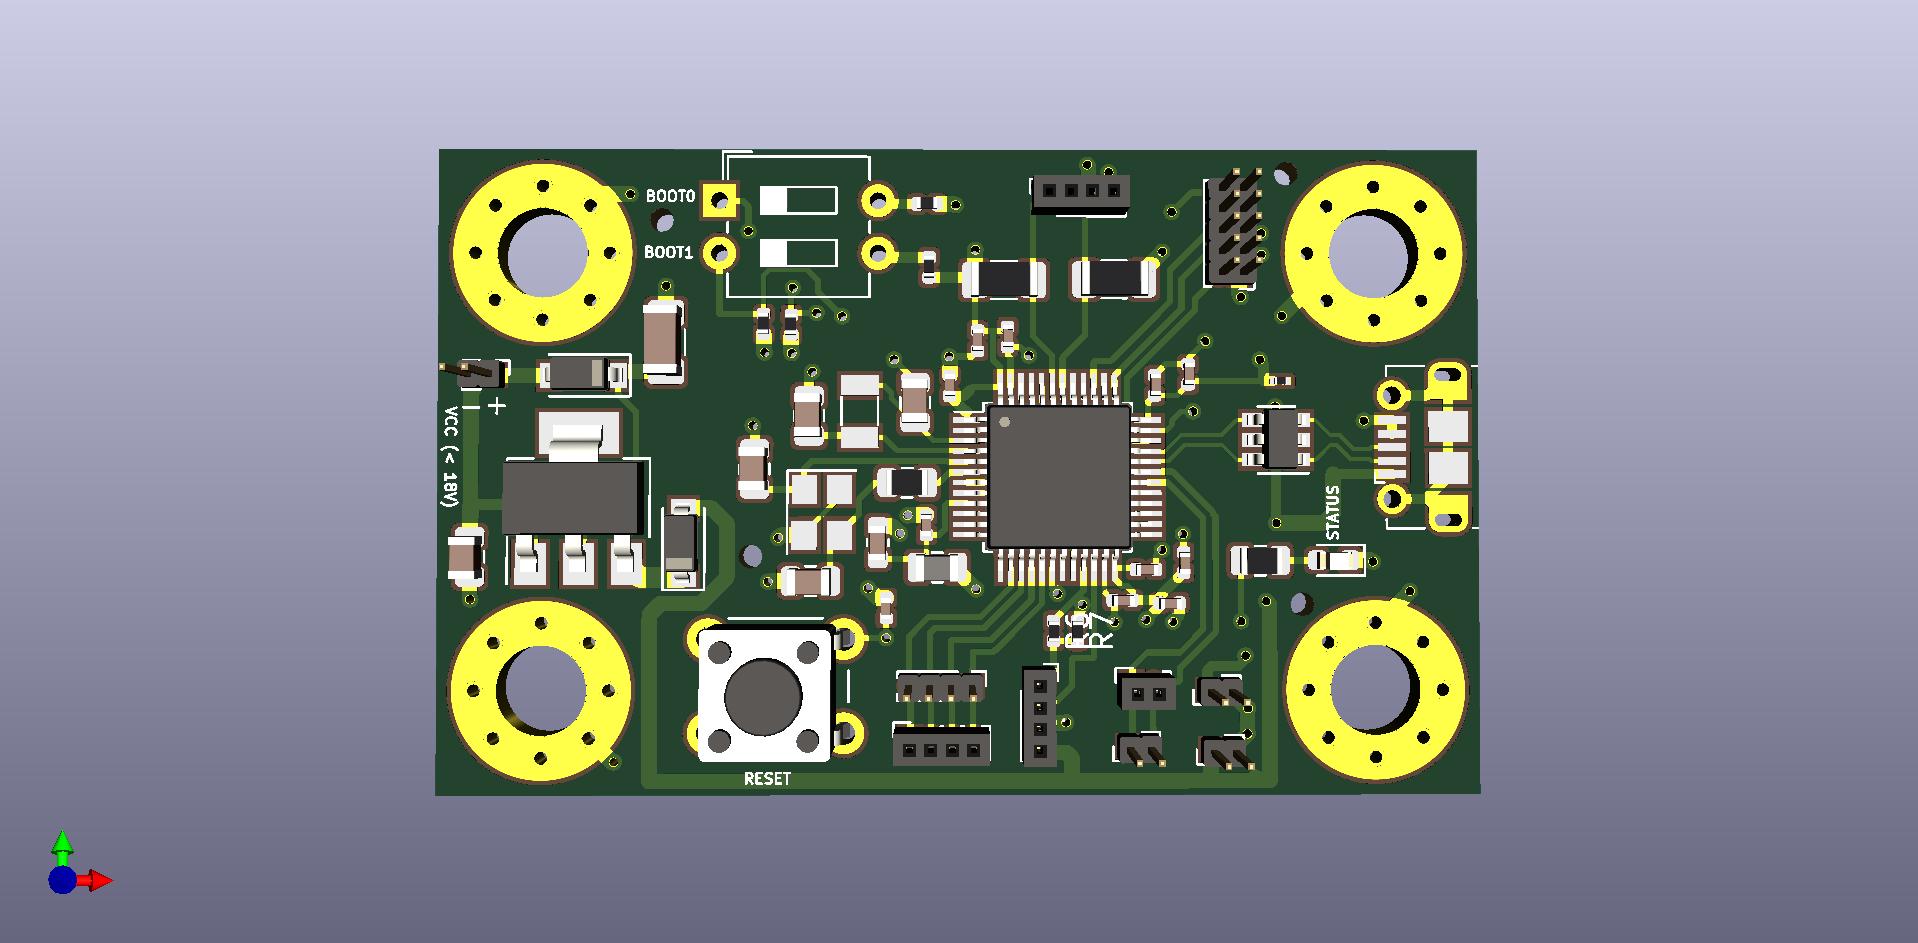 BOOT0
BOOT1
- +
VCC (< 18V)
STATUS
R7
RESET